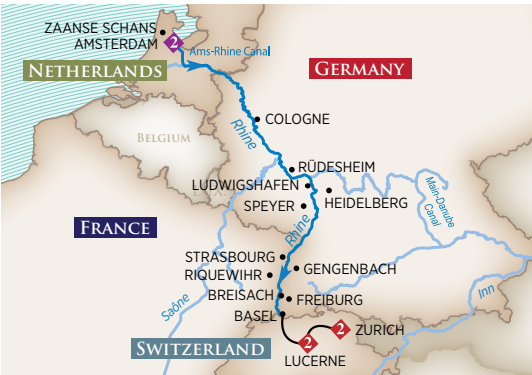 ZAANSE SCHANS
AMSTERDAM
2
Ams-Rhine Canal
NETHERLANDS
GERMANY
BELGIUM
Rhine
COLOGNE
RÜDESHEIM
LUDWIGSHAFEN
HEIDELBERG
SPEYER
Main-Danube
Canal
FRANCE
Rhine
STRASBOURG
GENGENBACH
RIQUEWIHR
BREISACH
FREIBURG
Inn
Saône
BASEL
2
ZURICH
2
LUCERNE
SWITZERLAND